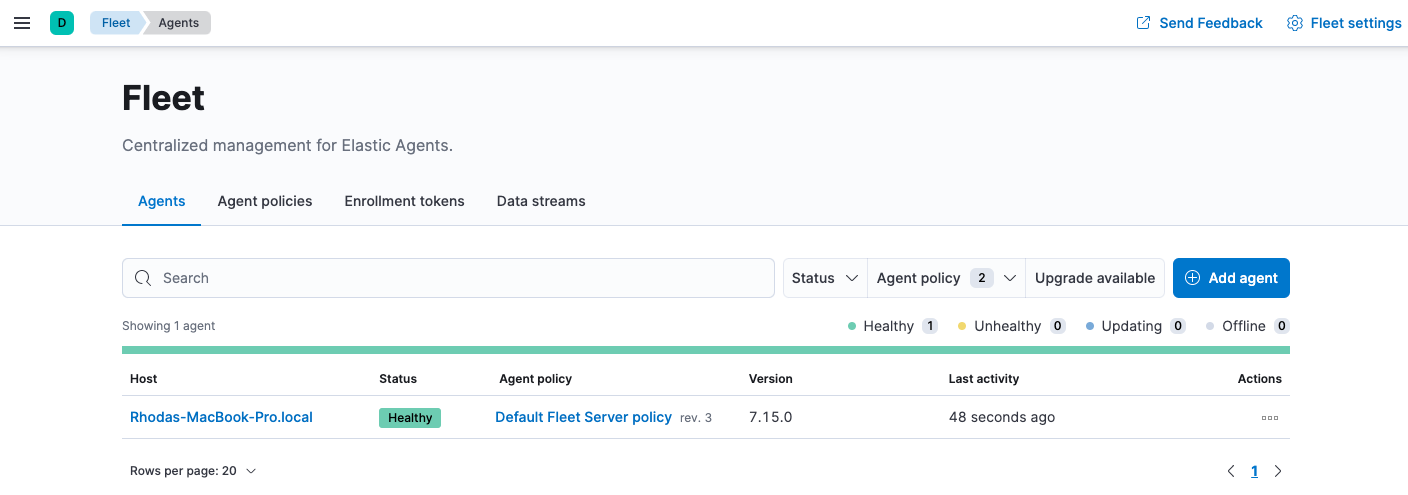 D Fleet Agents Send Feedback Fleet settings
Fleet
Centralized management for Elastic Agents.
Agents Agent policies Enrollment tokens Data streams
Search Status Agent policy 2 Upgrade available Add agent
Showing 1 agent Healthy 1 Unhealthy 0 Updating 0 Offline 0
Host Status Agent policy Version Last activity Actions
Rhodas-MacBook-Pro.local Healthy Default Fleet Server policy rev. 3 7.15.0 48 seconds ago
Rows per page: 20 1